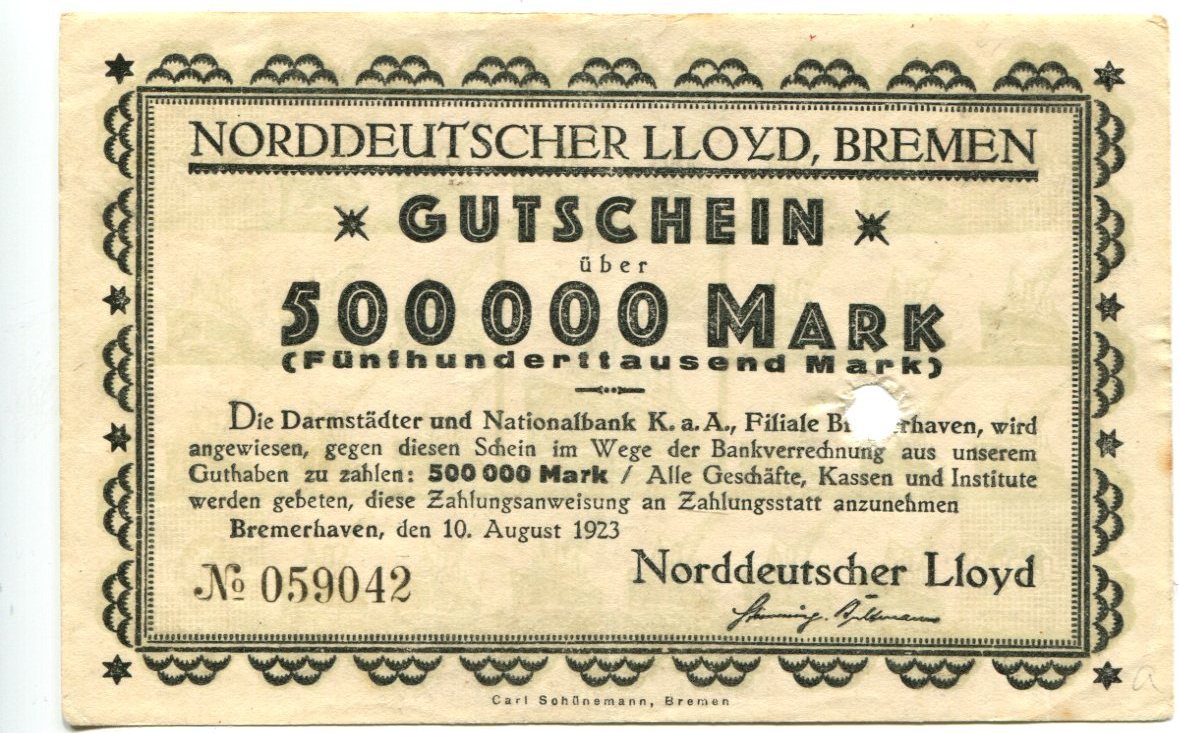 NORDDEUTSCHER LLOYD, BREMEN
GUTSCHEIN
über
500 000 MARK
(Fünfhunderttausend Mark)
Die Darmstädter und Nationalbank K. a. A., Filiale wird
angewiesen, gegen diesen Schein im Wege der Bankverrechnung aus unserem
Guthaben zu zahlen: 500 000 Mark / Alle Geschäfte, Kassen und Institute
werden gebeten, diese Zahlungsanweisung an Zahlungsstatt anzunehmen
Bremerhaven, den 10. August 1923
№ 059042
Norddeutscher Lloyd
Carl Schünemann, Bremen
a